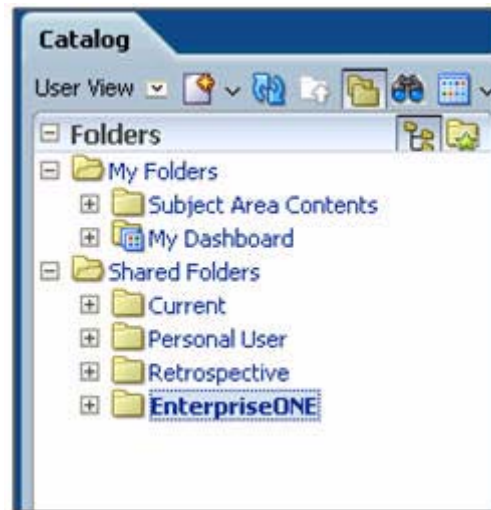 Catalog
User View
Folders
My Folders
Subject Area Contents
My Dashboard
Shared Folders
Current
Personal User
Retrospective
EnterpriseONE